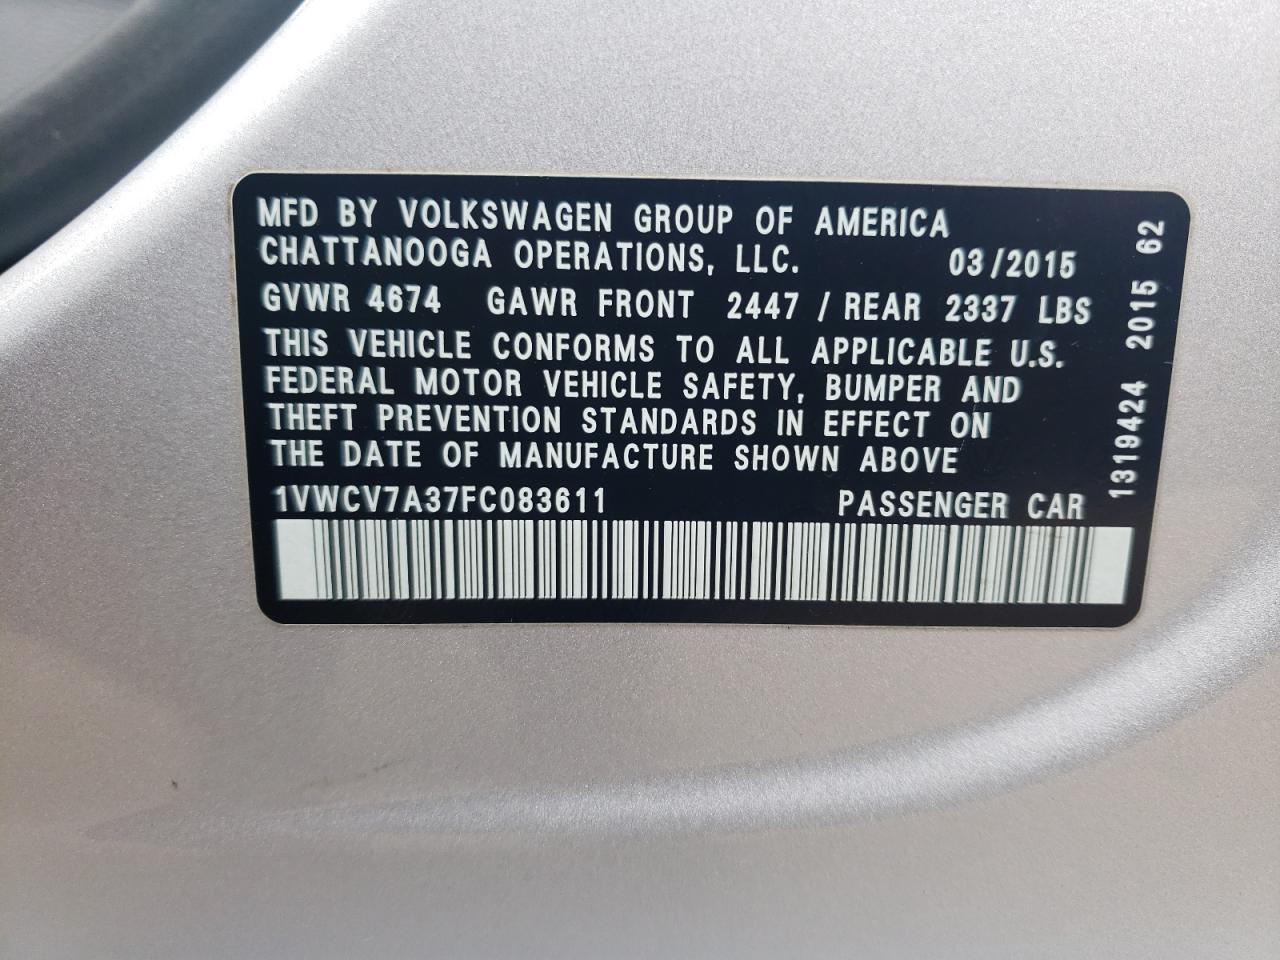 MFD BY VOLKSWAGEN GROUP OF AMERICA
CHATTANOOGA OPERATIONS, LLC. 03/2015
GVWR 4674 GAWR FRONT 2447 / REAR 2337 LBS
THIS VEHICLE CONFORMS TO ALL APPLICABLE U.S.
FEDERAL MOTOR VEHICLE SAFETY, BUMPER AND
THEFT PREVENTION STANDARDS IN EFFECT ON
THE DATE OF MANUFACTURE SHOWN ABOVE
1VWCV7A37FC083611 PASSENGER CAR
1319424 2015 62